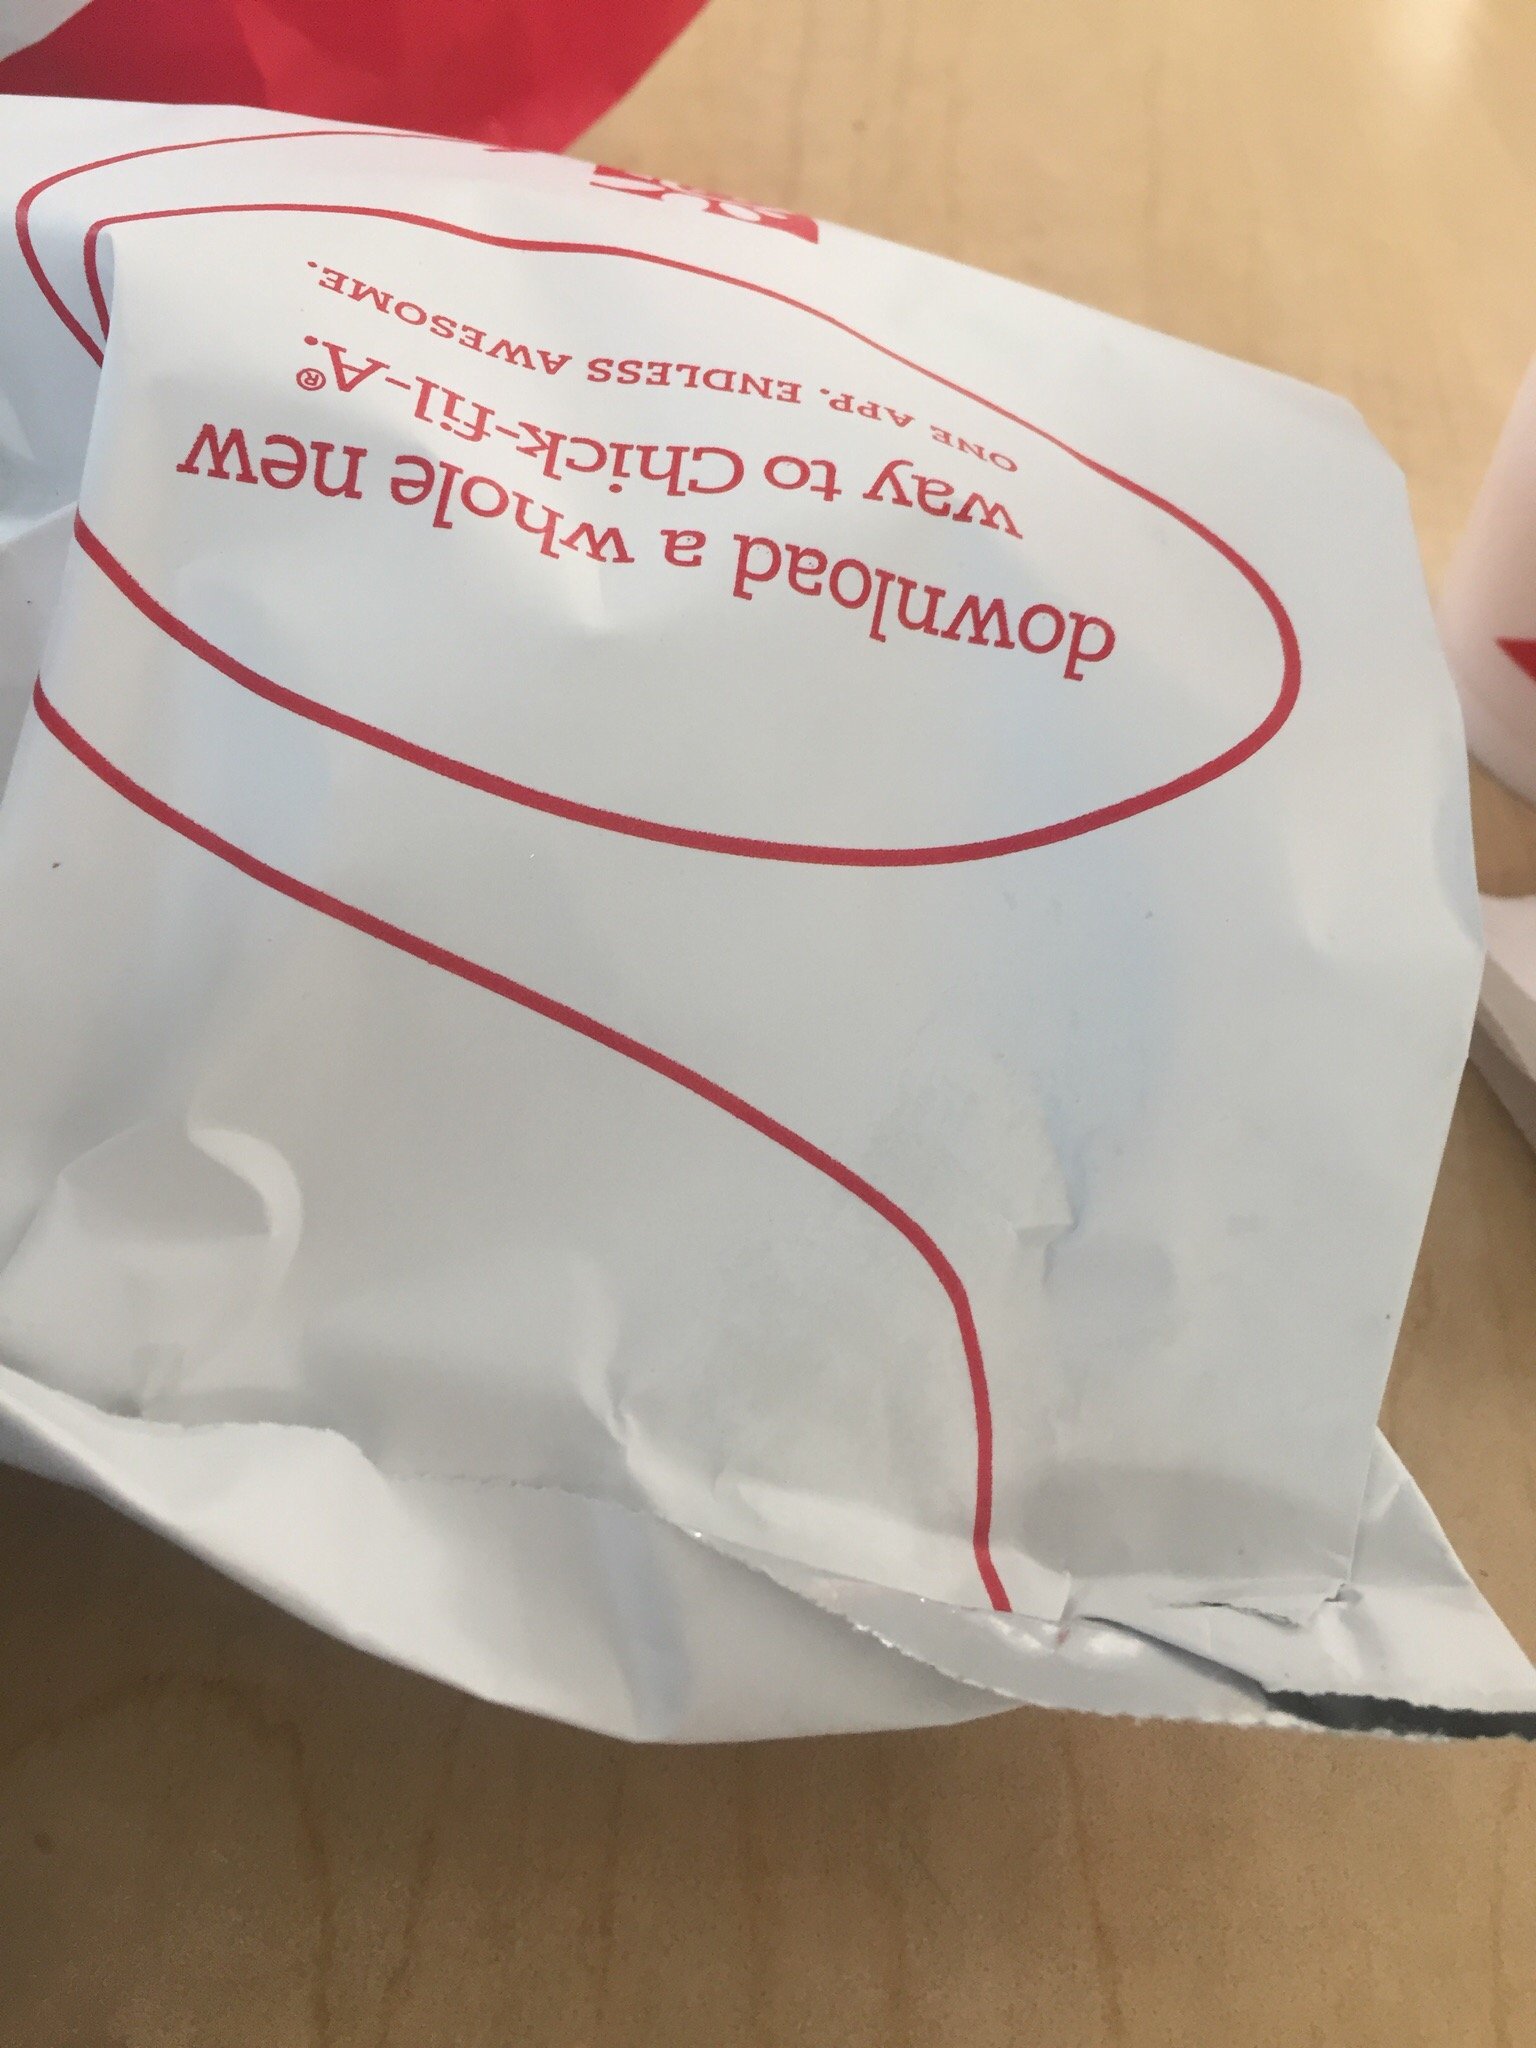 download a whole new
way to Chick-fil-A®.
ONE APP. ENDLESS AWESOME.